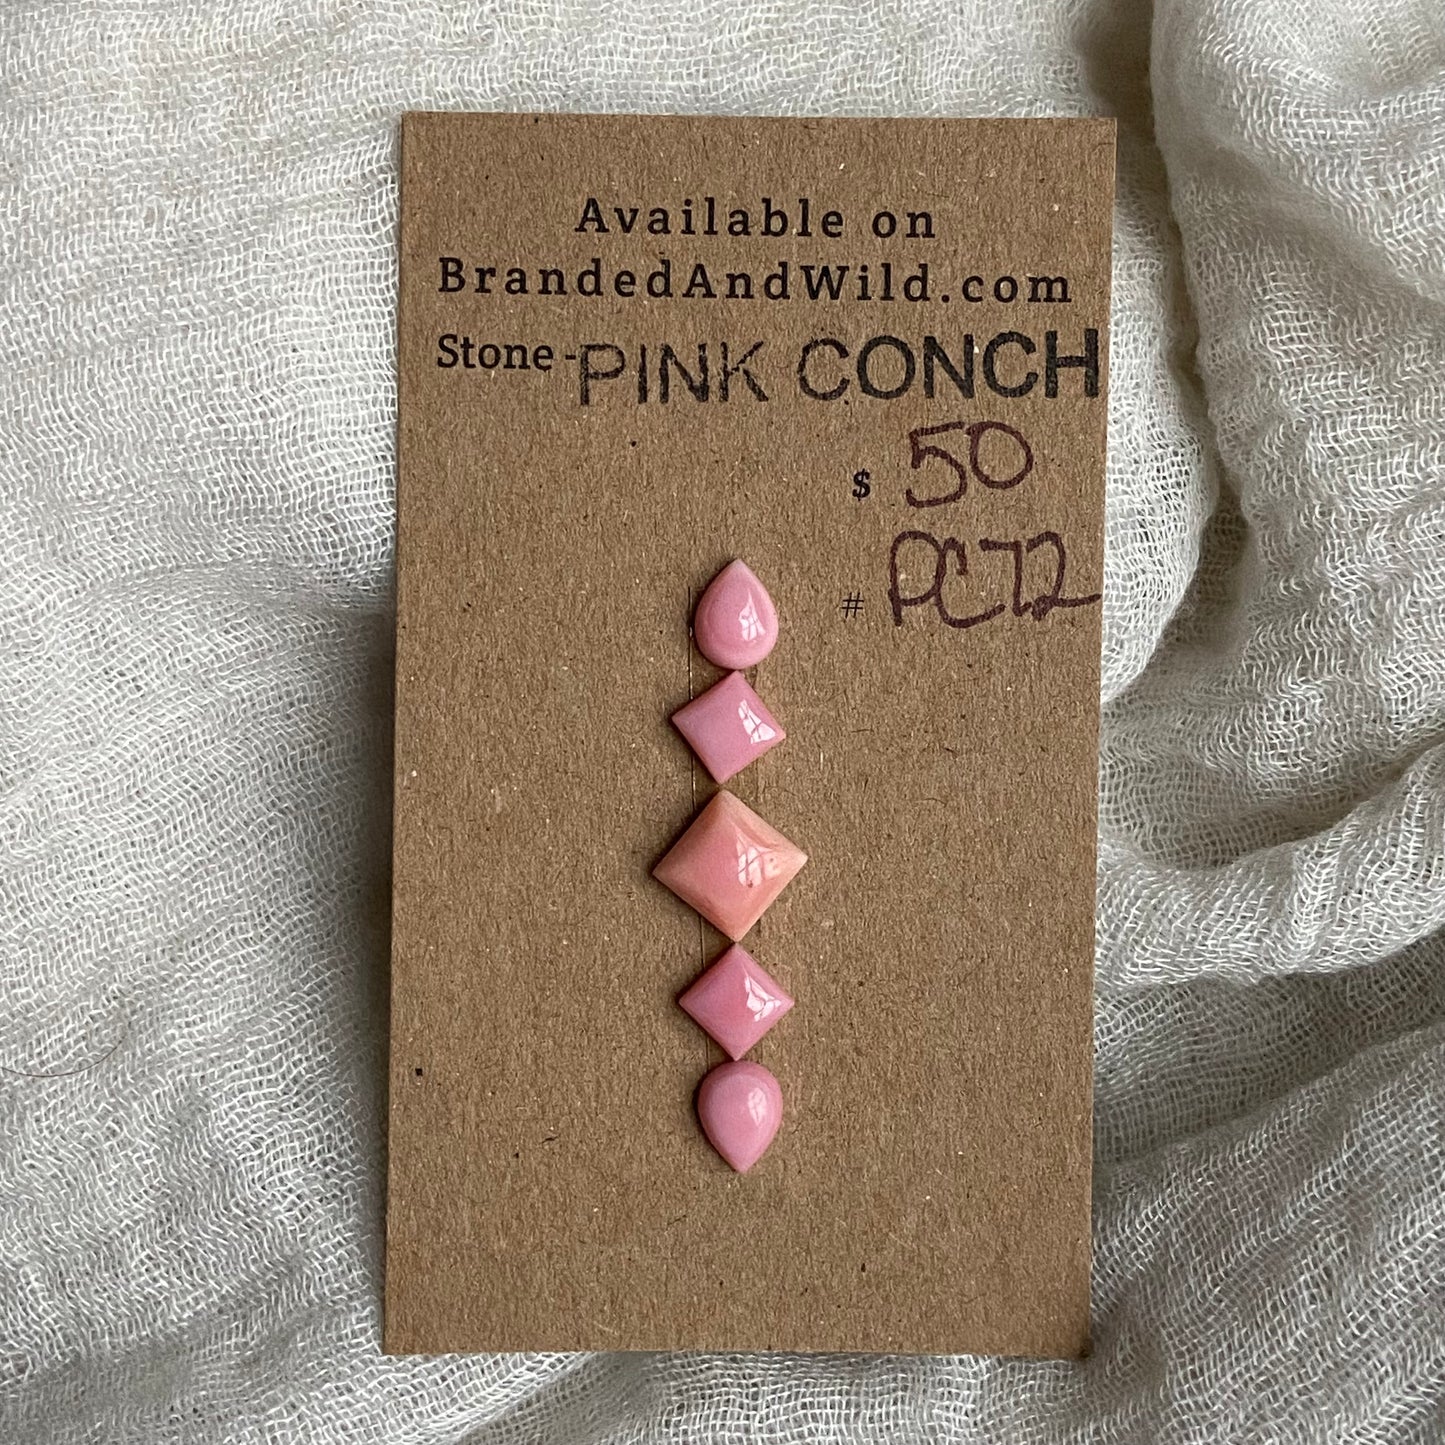 Available on
BrandedAndWild.com
Stone - PINK CONCH
$ 50
# PC72